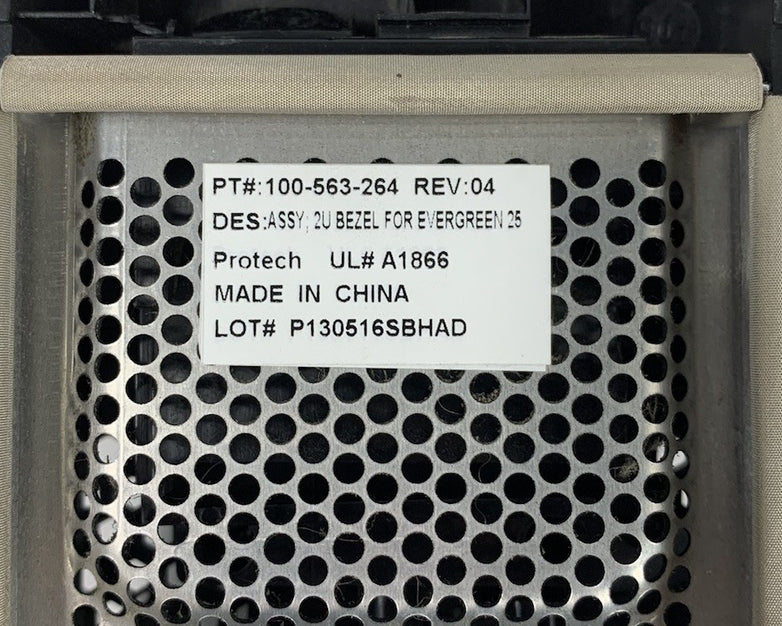 PT#:100-563-264 REV:04
DES:ASSY; 2U BEZEL FOR EVERGREEN 25
Protech UL# A1866
MADE IN CHINA
LOT# P130516SBHAD